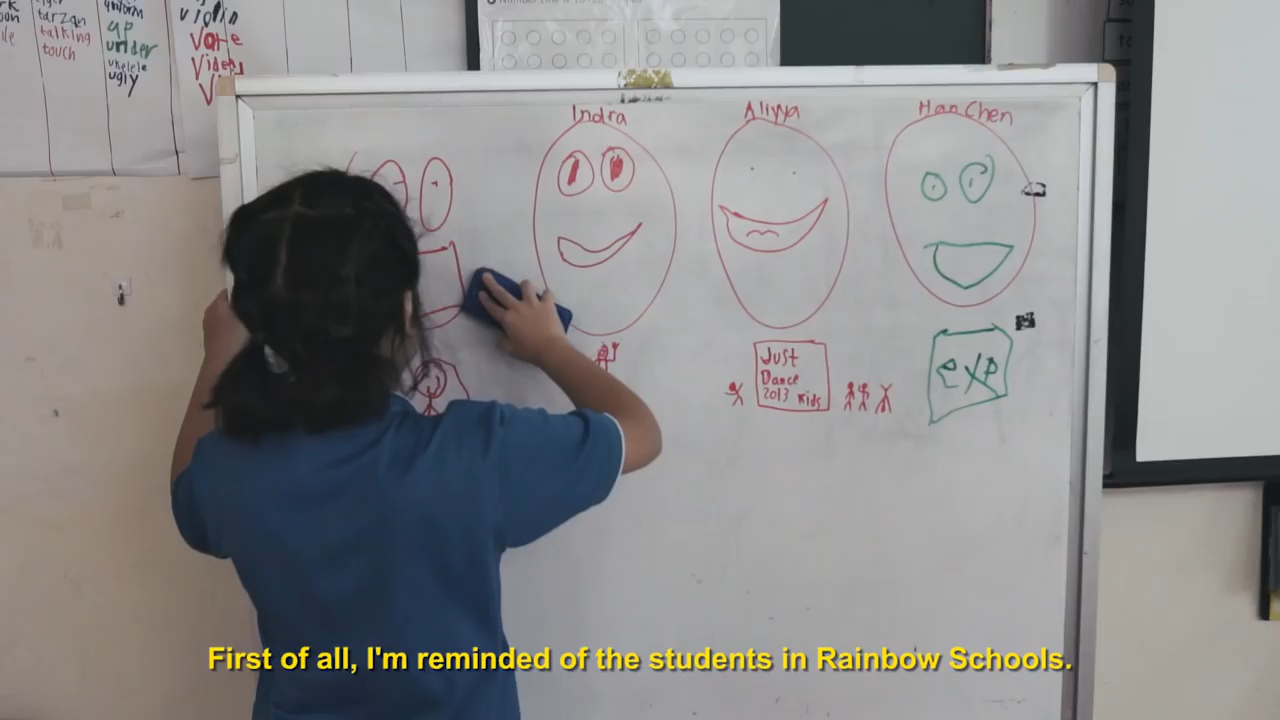 tarzan
talking
touch
uniform
up
under
ukelele
ugly
violin
Vote
Video
Indra
Aliyya
Han Chen
Just
Dance
2013 Kids
exp
First of all, I'm reminded of the students in Rainbow Schools.